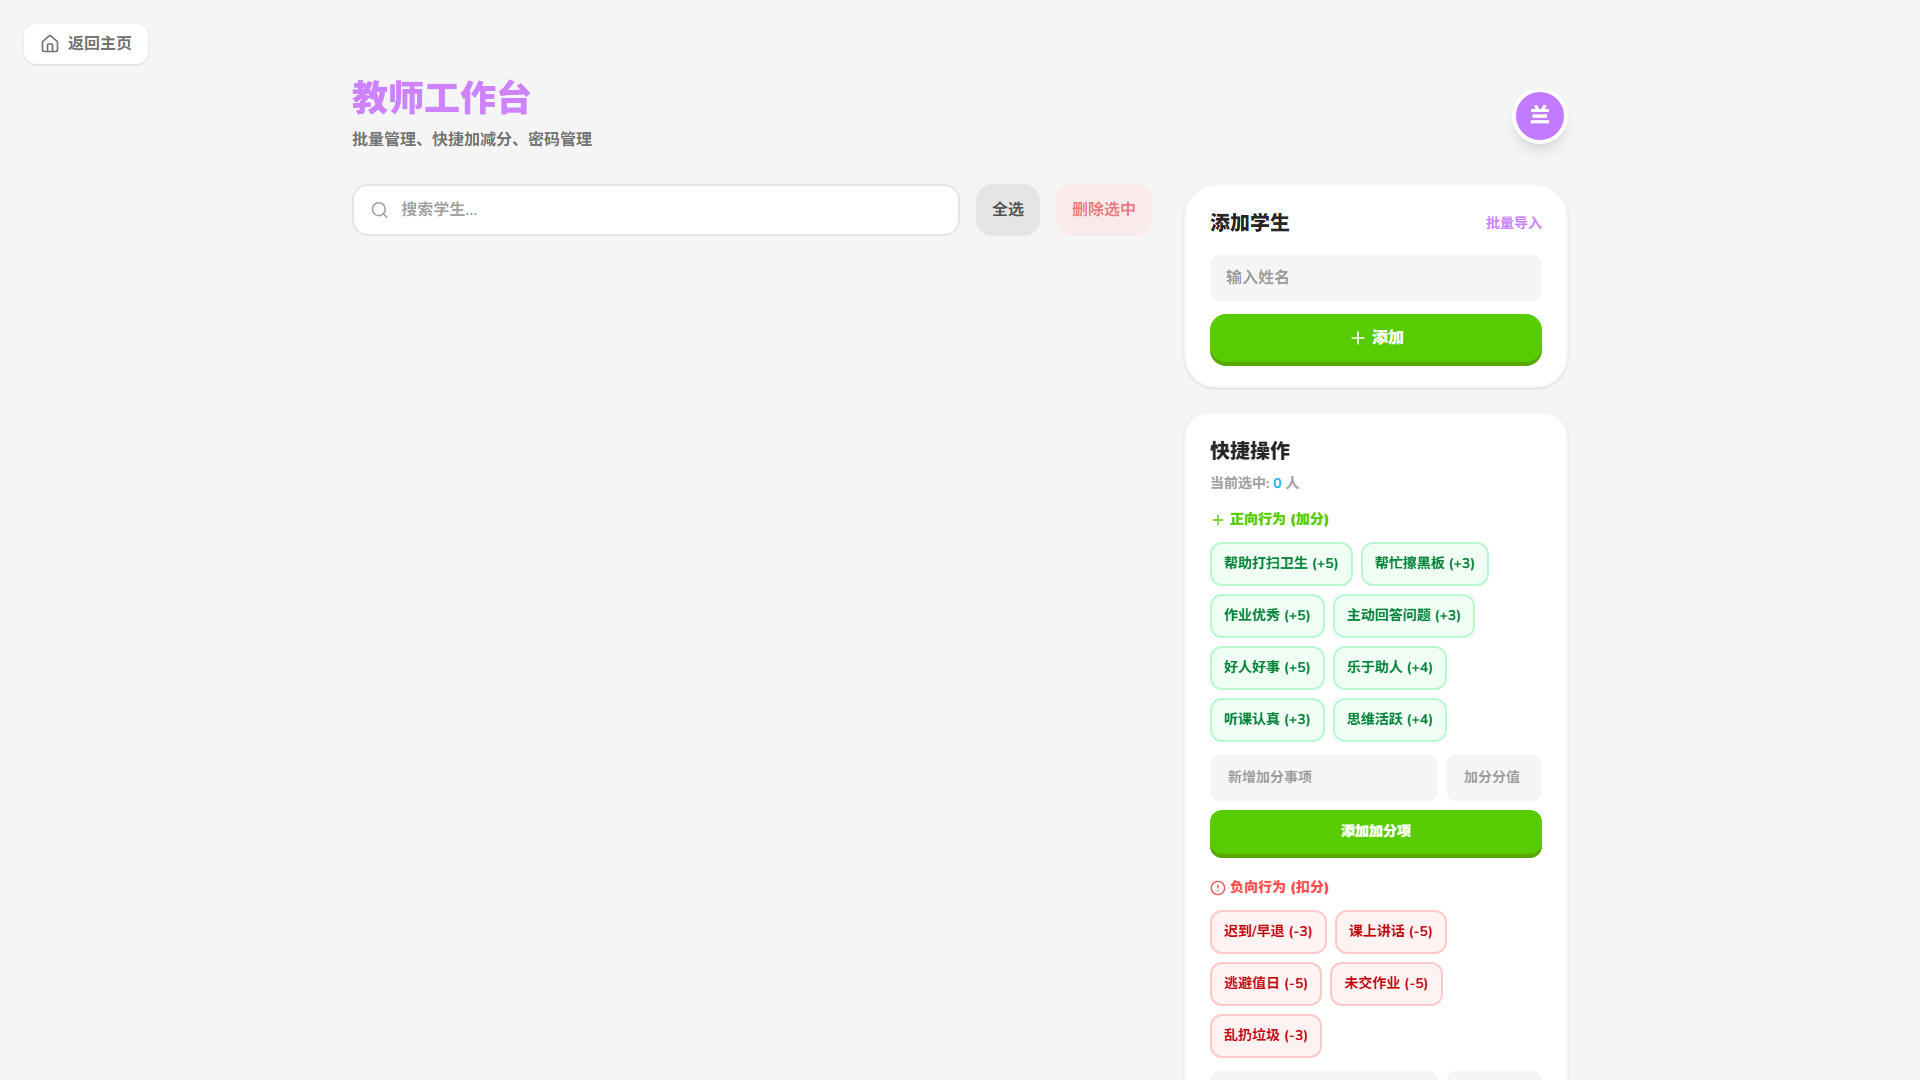 返回主页
教师工作台
批量管理、快捷加减分、密码管理
搜索学生...
全选
删除选中
添加学生
批量导入
输入姓名
添加
快捷操作
当前选中: 0 人
正向行为 (加分)
帮助打扫卫生 (+5)
帮忙擦黑板 (+3)
作业优秀 (+5)
主动回答问题 (+3)
好人好事 (+5)
乐于助人 (+4)
听课认真 (+3)
思维活跃 (+4)
新增加分事项
加分分值
添加加分项
负向行为 (扣分)
迟到/早退 (-3)
课上讲话 (-5)
逃避值日 (-5)
未交作业 (-5)
乱扔垃圾 (-3)